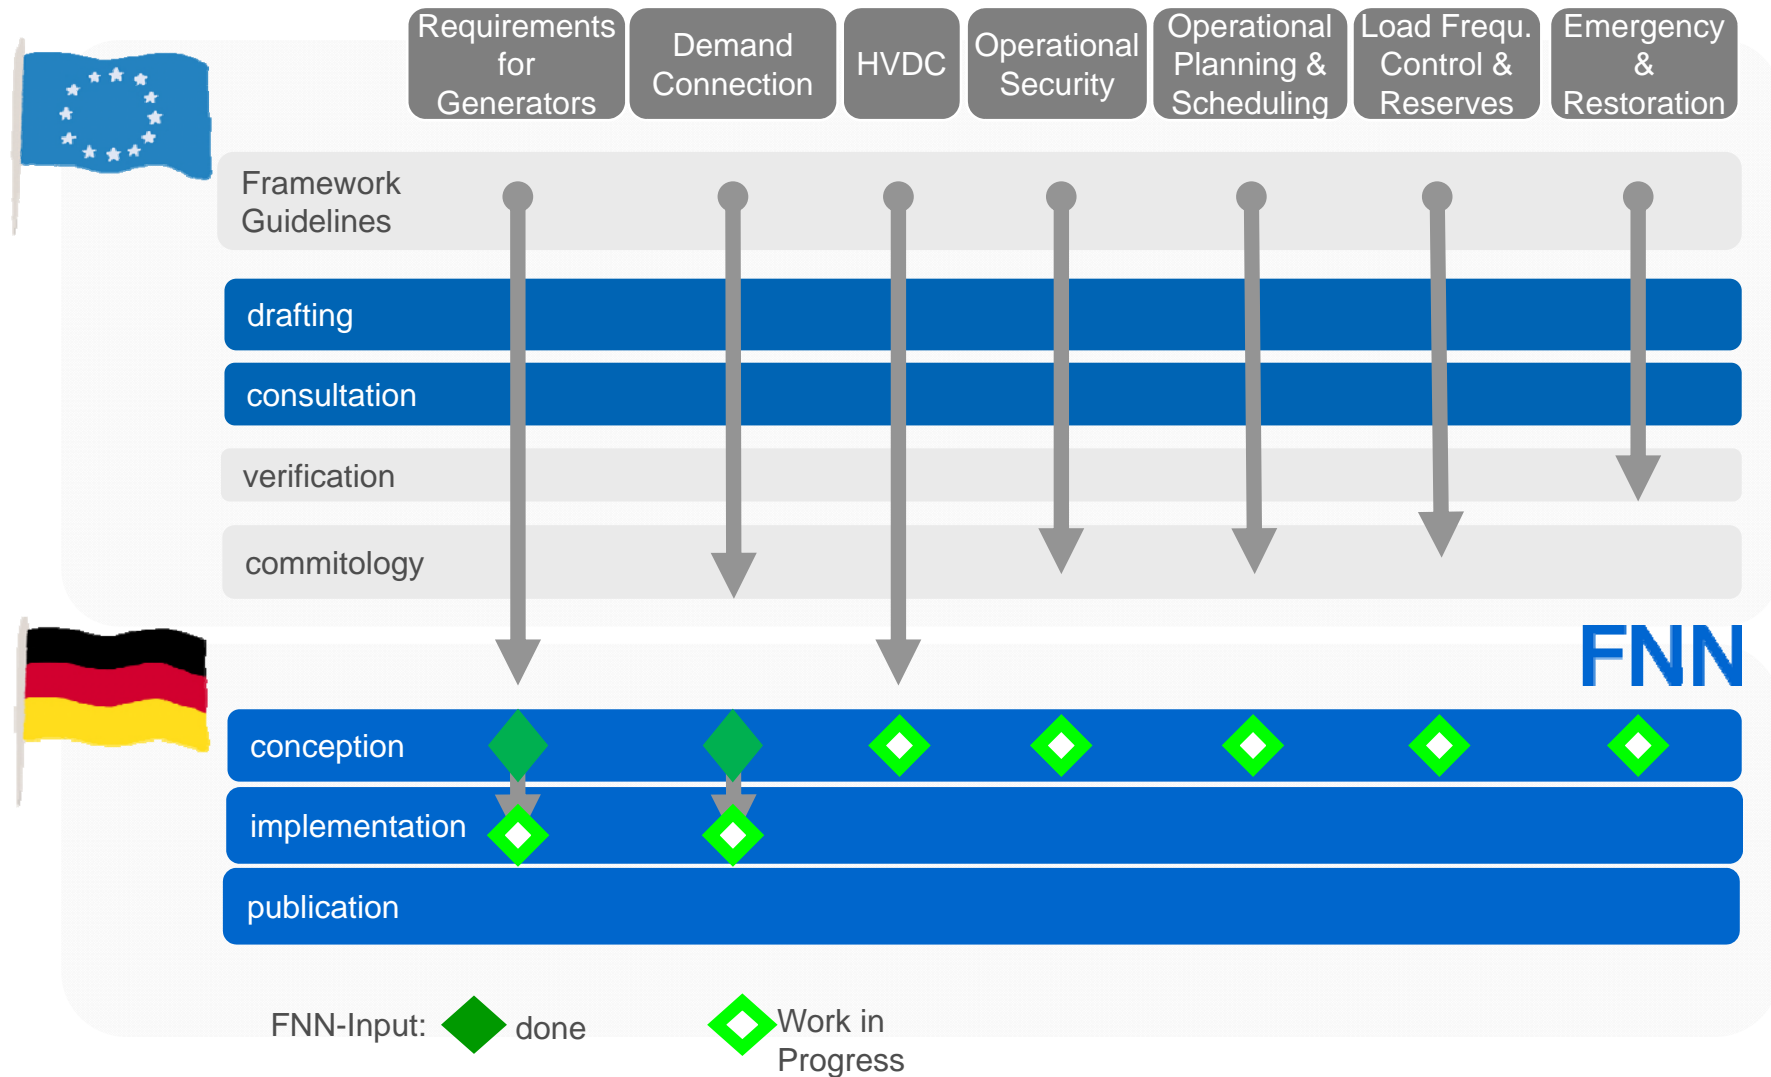 Requirements
for
Generators
Demand
Connection
HVDC
Operational
Security
Operational
Planning &
Scheduling
Load Frequ.
Control &
Reserves
Emergency
&
Restoration
Framework
Guidelines
drafting
consultation
verification
commitology
FNN
conception
implementation
publication
FNN-Input:
done
Work in
Progress